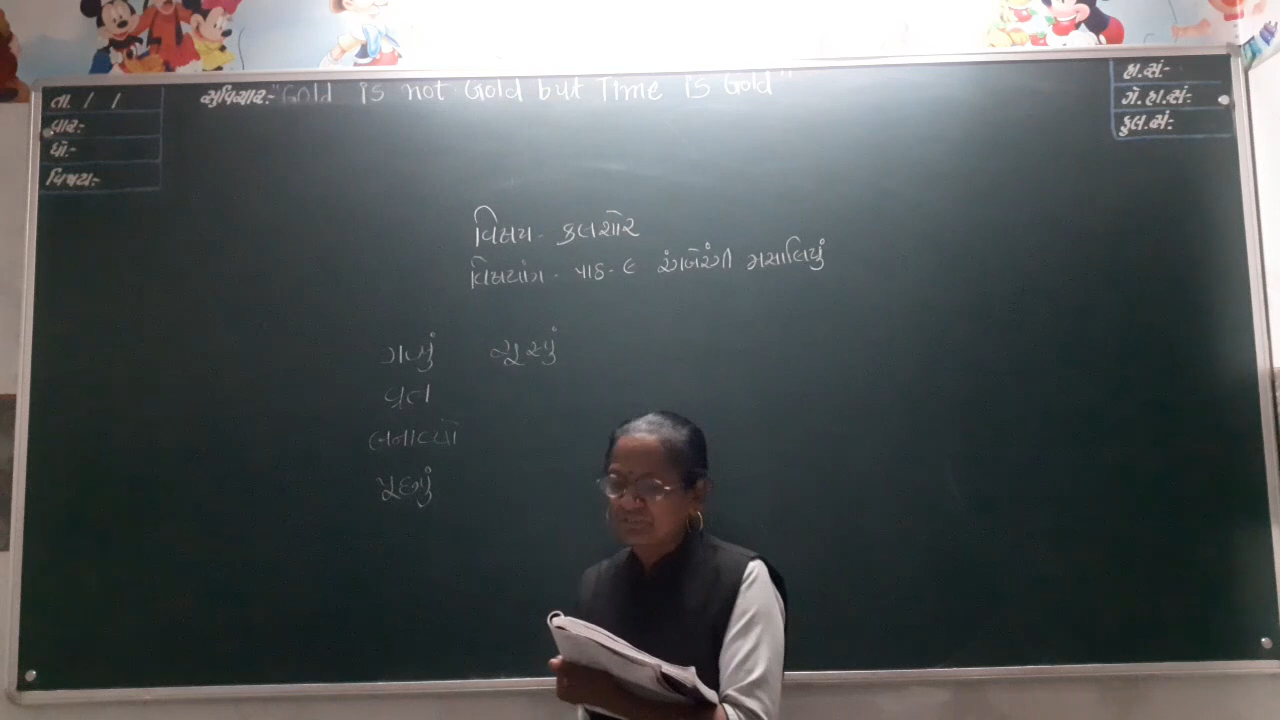 તા. / /
વાર:-
ધો:-
વિષય:-
સુવિચાર:- "Gold is not Gold but Time is Gold"
હા.સં:-
ગે.હા.સં:-
કુલ.સં:-
વિષય - કલશોર
વિષયાંગ - પાઠ - ૯ રંગબેરંગી મસાલિયું
ગમ્યું
વ્રત
બનાવ્યો
પૂછ્યું